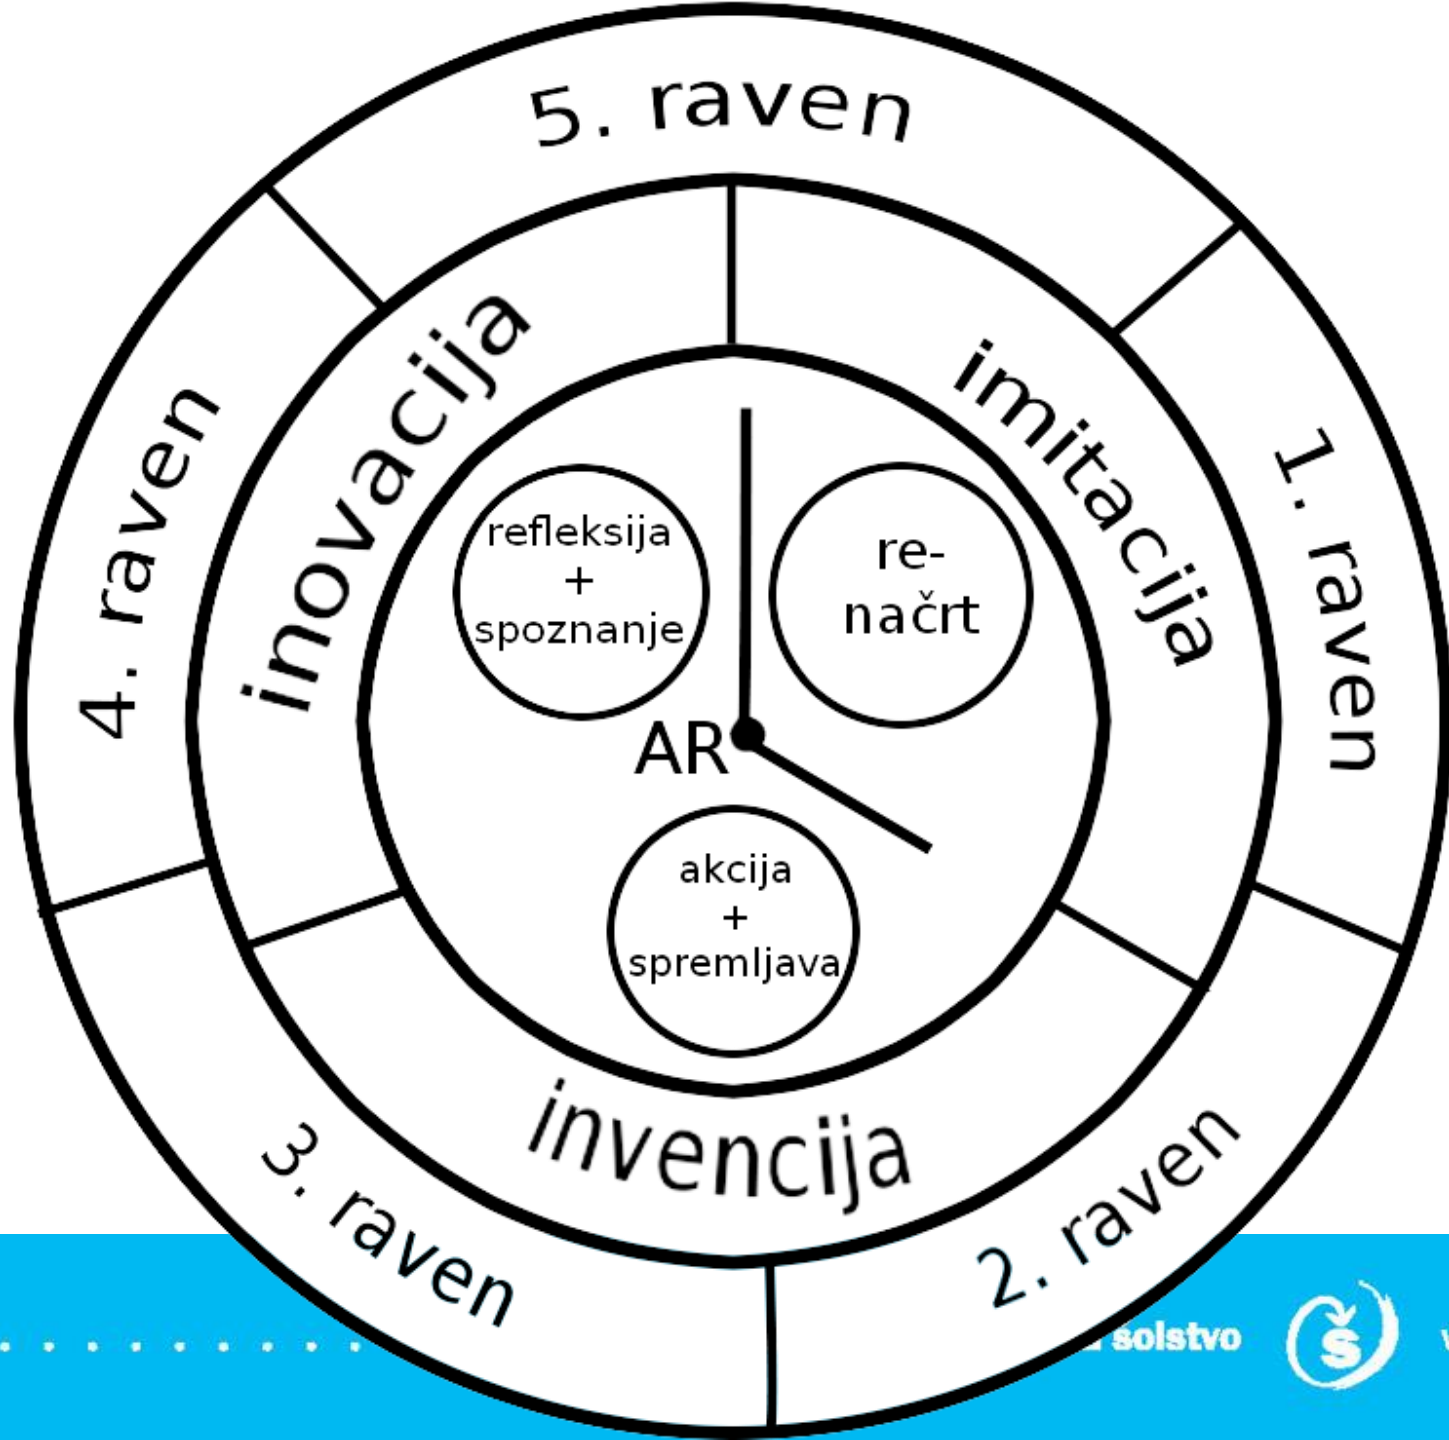 5. raven
inovacija
imitacija
4. raven
1. raven
refleksija
+
spoznanje
re-
načrt
AR
akcija
+
spremljava
invencija
3. raven
2. raven
šolstvo
š